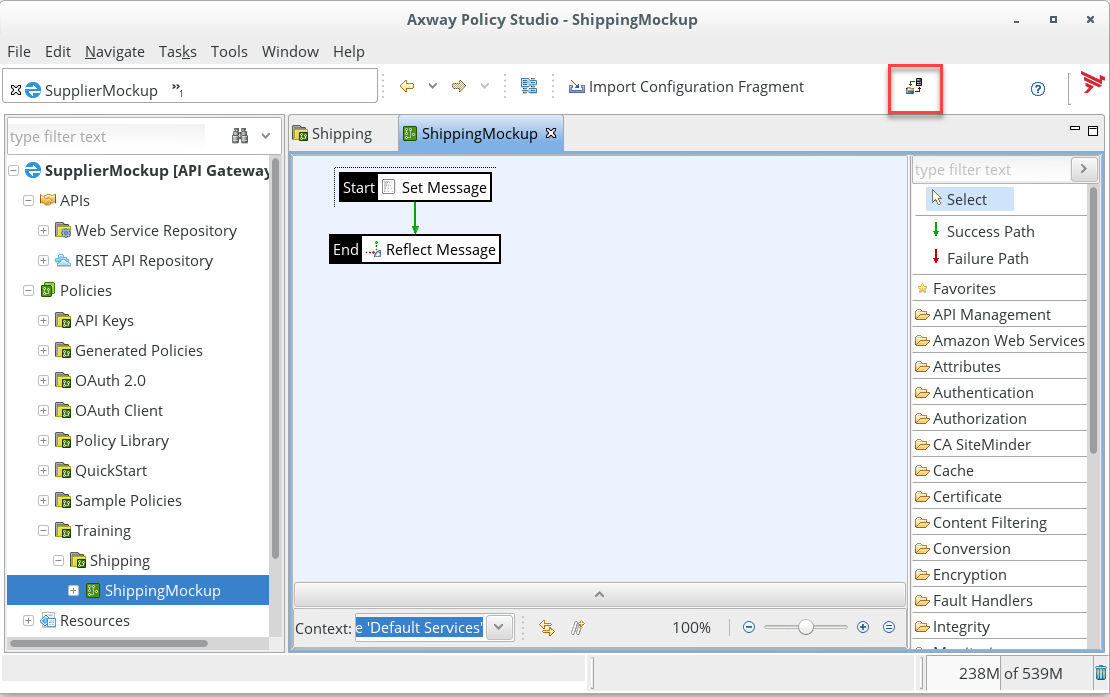 Axway Policy Studio - ShippingMockup
File Edit Navigate Tasks Tools Window Help
SupplierMockup »1
Import Configuration Fragment
type filter text
SupplierMockup [API Gateway
APIs
Web Service Repository
REST API Repository
Policies
API Keys
Generated Policies
OAuth 2.0
OAuth Client
Policy Library
QuickStart
Sample Policies
Training
Shipping
ShippingMockup
Resources
Shipping
ShippingMockup
Start Set Message
End Reflect Message
Context: e 'Default Services'
100%
type filter text
Select
Success Path
Failure Path
Favorites
API Management
Amazon Web Services
Attributes
Authentication
Authorization
CA SiteMinder
Cache
Certificate
Content Filtering
Conversion
Encryption
Fault Handlers
Integrity
238M of 539M